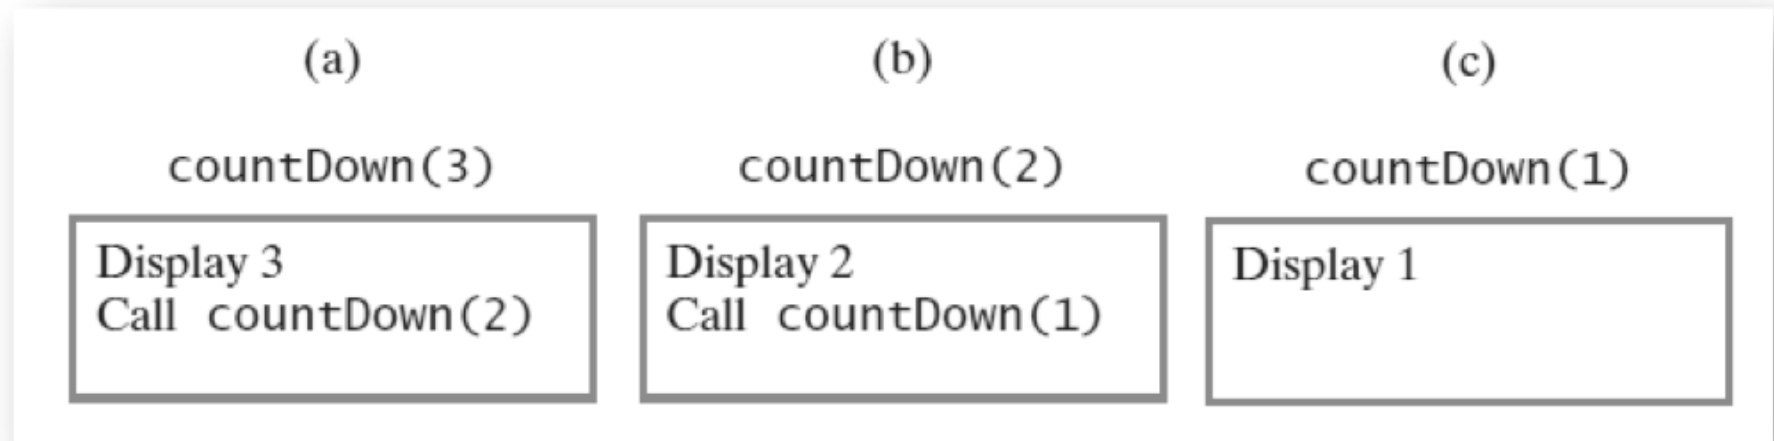 (a)
countDown(3)
Display 3
Call countDown(2)
(b)
countDown(2)
Display 2
Call countDown(1)
(c)
countDown(1)
Display 1